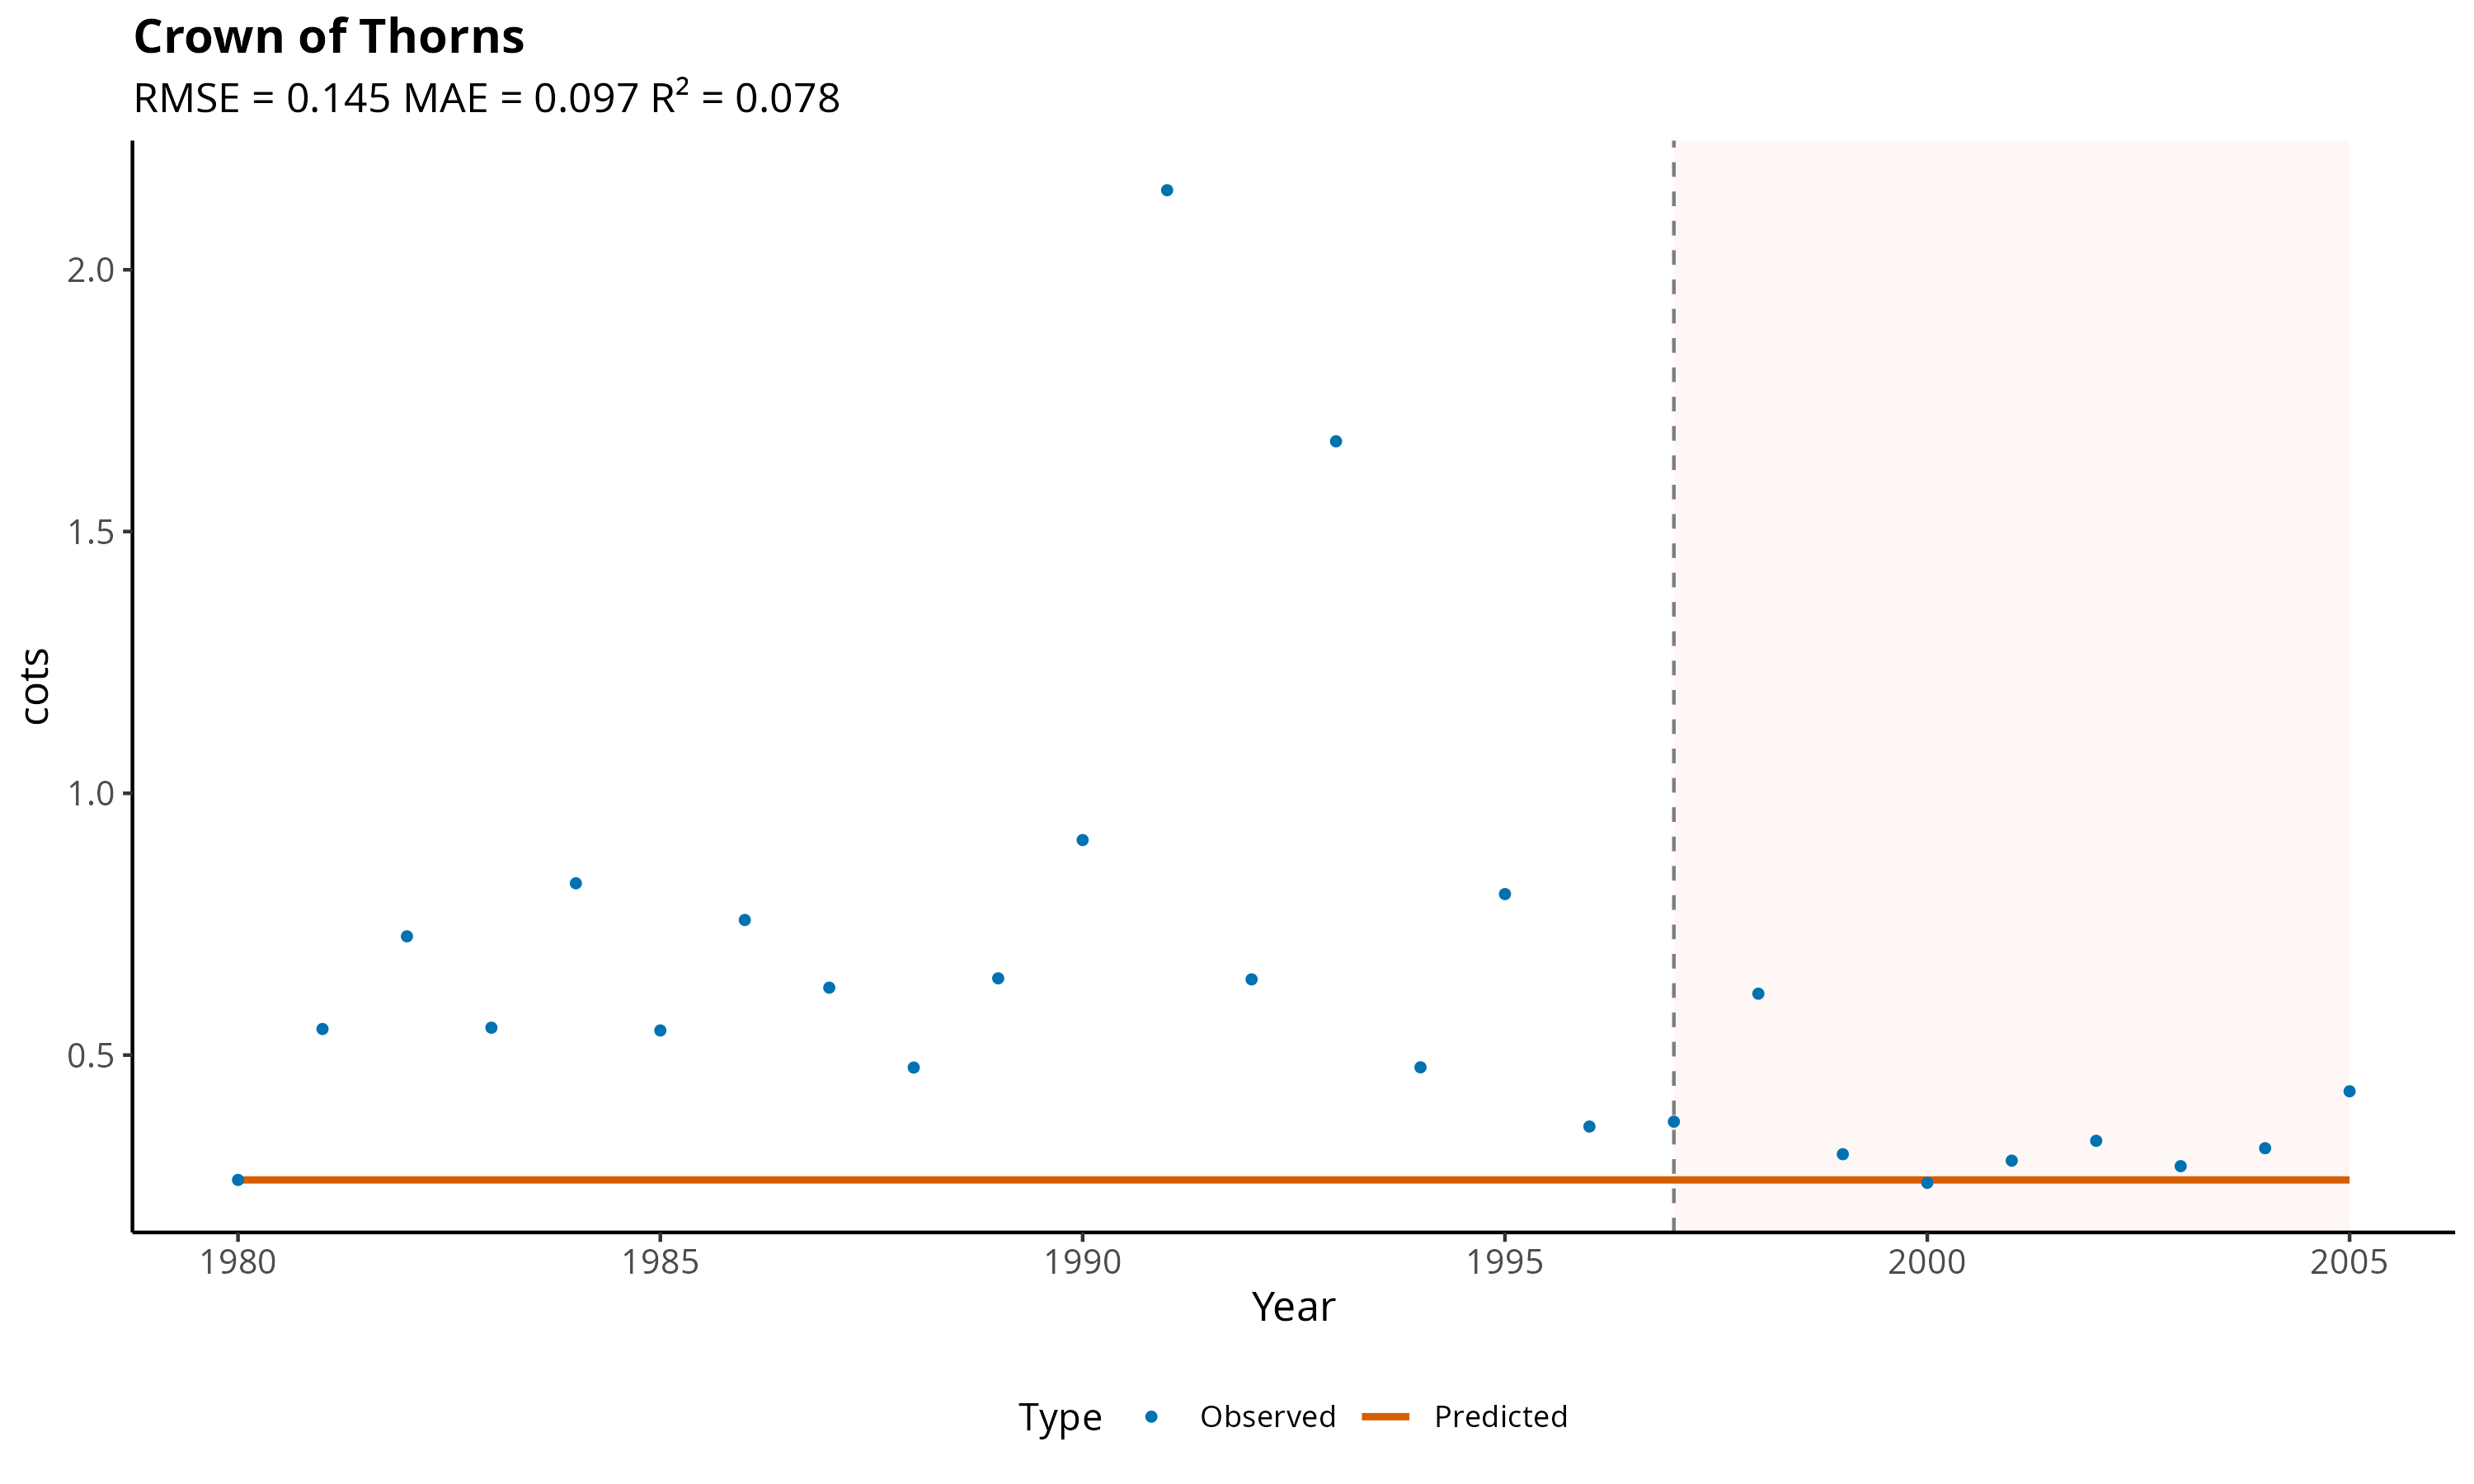 Crown of Thorns
RMSE = 0.145 MAE = 0.097 R² = 0.078
cots
2.0
1.5
1.0
0.5
1980 1985 1990 1995 2000 2005
Year
Type Observed Predicted